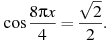 cos 8πx/4 = √2/2.